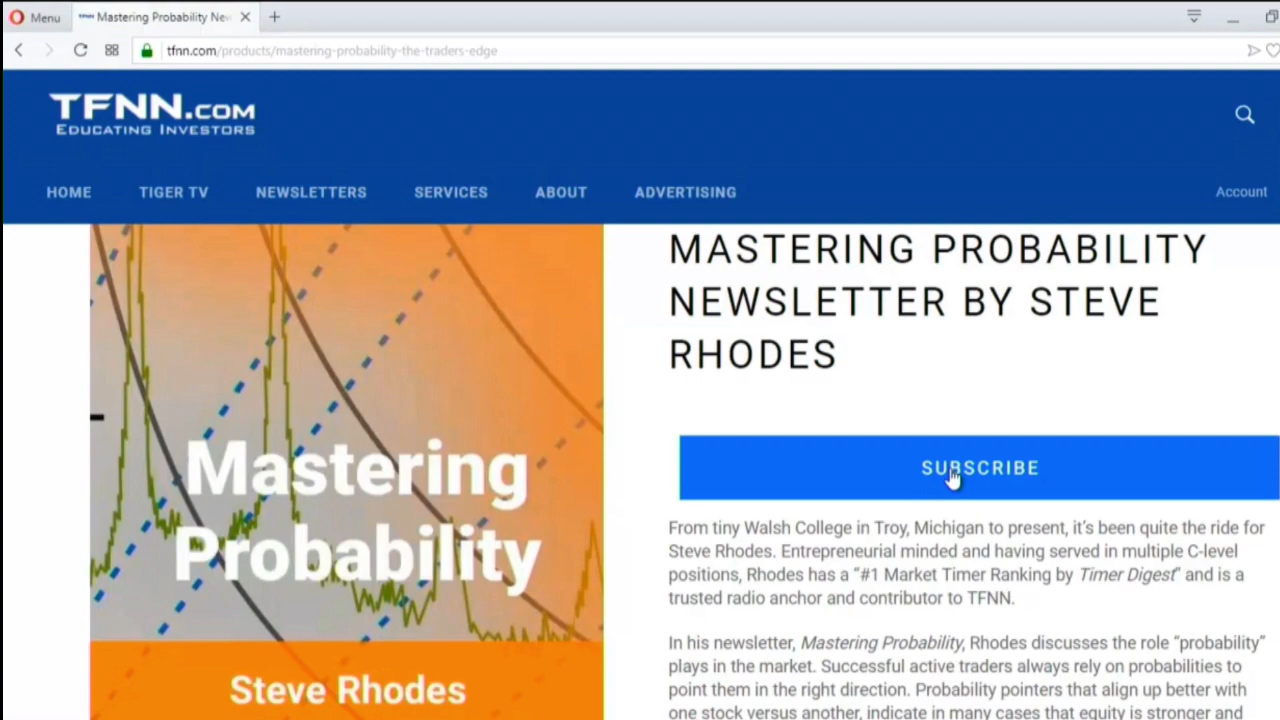 Menu
TFNN Mastering Probability New
tfnn.com/products/mastering-probability-the-traders-edge
TFNN.COM
EDUCATING INVESTORS
HOME TIGER TV NEWSLETTERS SERVICES ABOUT ADVERTISING Account
MASTERING PROBABILITY
NEWSLETTER BY STEVE
RHODES
Mastering
Probability
Steve Rhodes
SUBSCRIBE
From tiny Walsh College in Troy, Michigan to present, it's been quite the ride for
Steve Rhodes. Entrepreneurial minded and having served in multiple C-level
positions, Rhodes has a “#1 Market Timer Ranking by Timer Digest” and is a
trusted radio anchor and contributor to TFNN.
In his newsletter, Mastering Probability, Rhodes discusses the role “probability”
plays in the market. Successful active traders always rely on probabilities to
point them in the right direction. Probability pointers that align up better with
one stock versus another, indicate in many cases that equity is stronger and